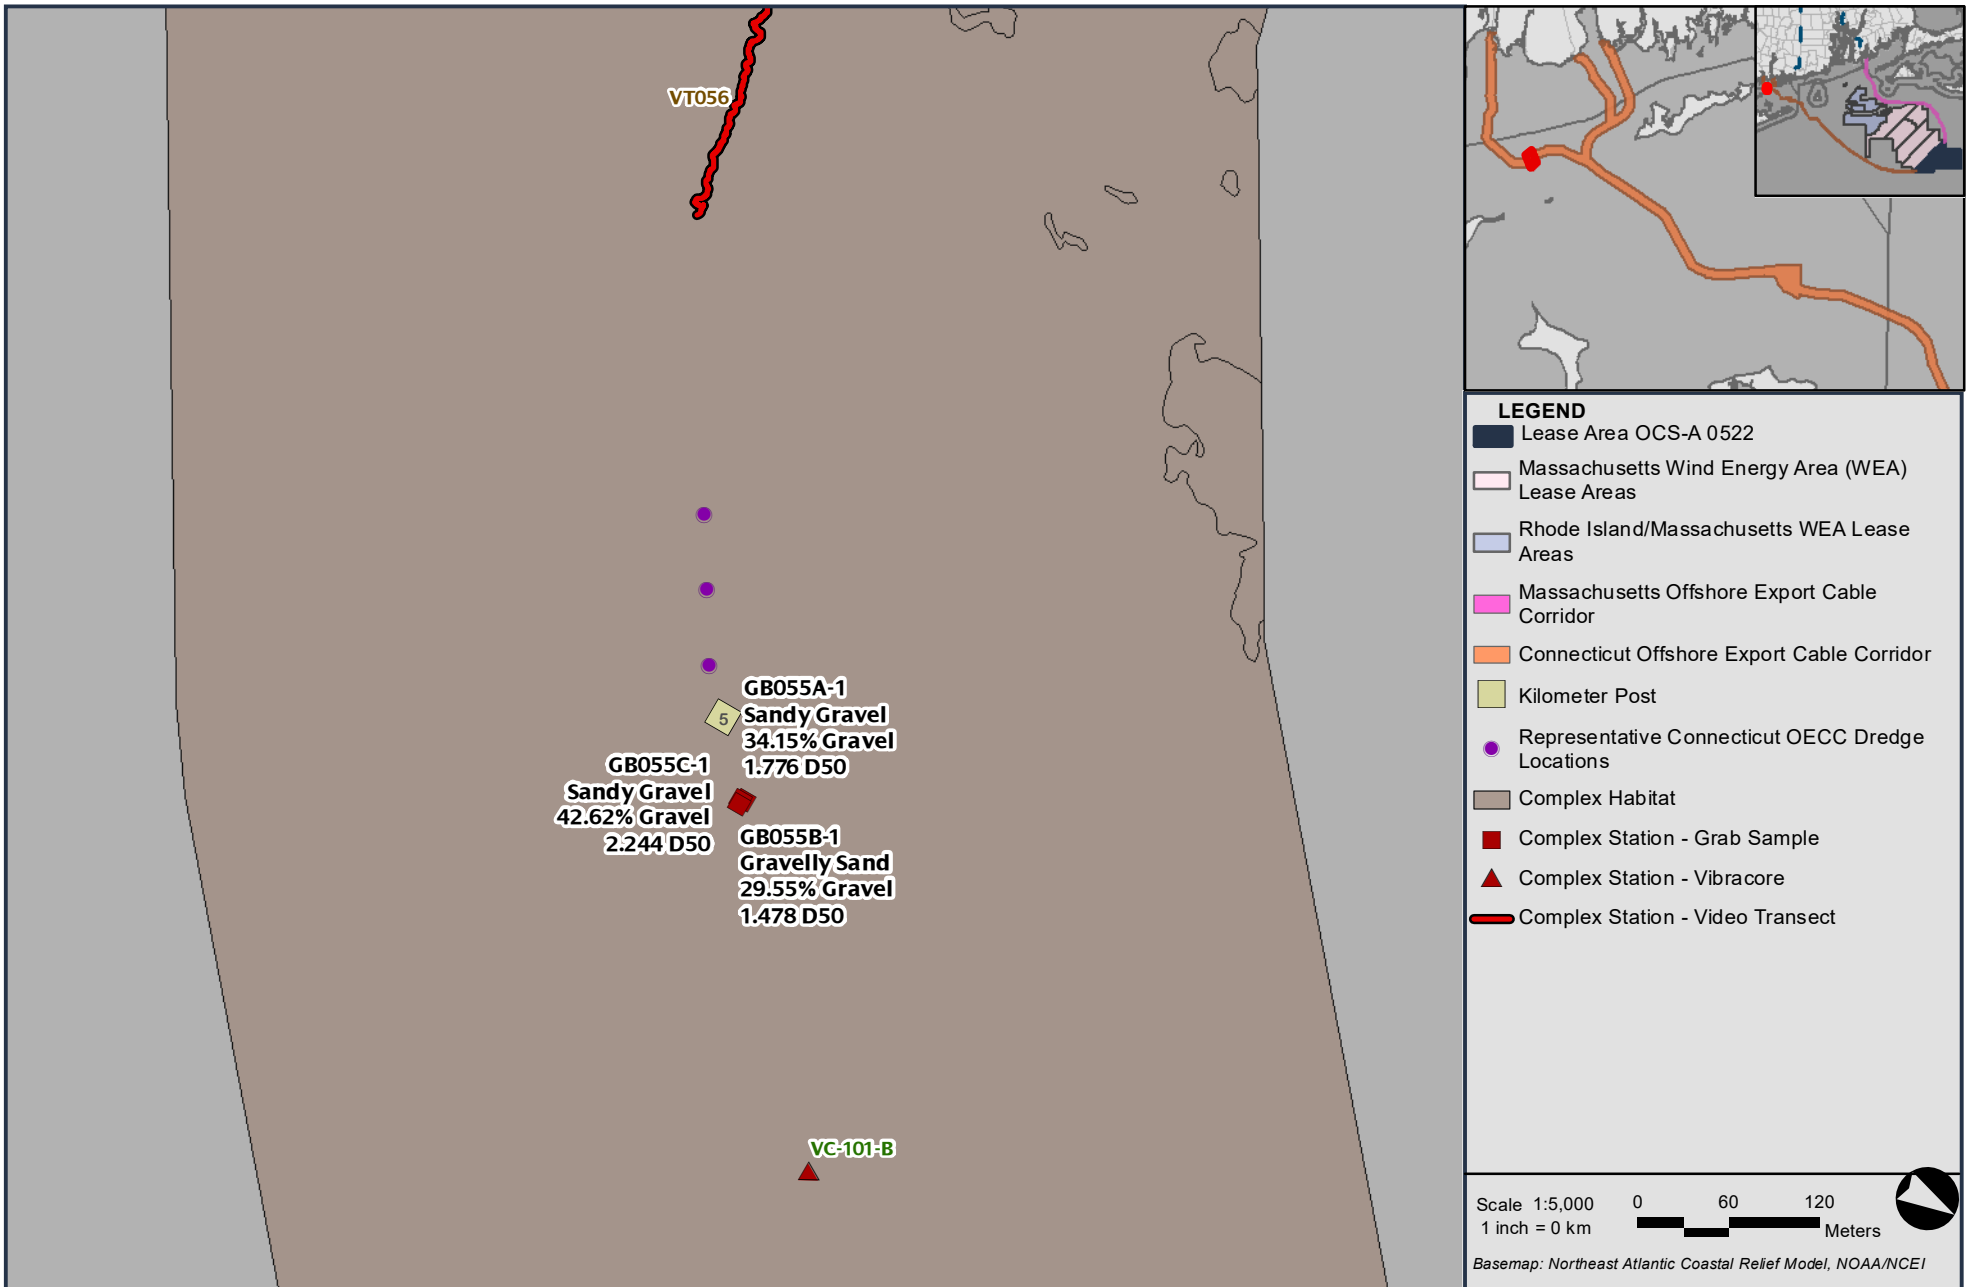 VT056
GB055A-1
Sandy Gravel
34.15% Gravel
1.776 D50
5
GB055C-1
Sandy Gravel
42.62% Gravel
2.244 D50
GB055B-1
Gravelly Sand
29.55% Gravel
1.478 D50
VC-101-B
LEGEND
Lease Area OCS-A 0522
Massachusetts Wind Energy Area (WEA)
Lease Areas
Rhode Island/Massachusetts WEA Lease
Areas
Massachusetts Offshore Export Cable
Corridor
Connecticut Offshore Export Cable Corridor
Kilometer Post
Representative Connecticut OECC Dredge
Locations
Complex Habitat
Complex Station - Grab Sample
Complex Station - Vibracore
Complex Station - Video Transect
Scale 1:5,000
1 inch = 0 km
0 60 120
Meters
Basemap: Northeast Atlantic Coastal Relief Model, NOAA/NCEI